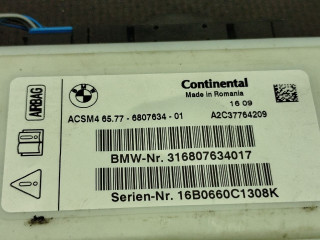 AIRBAG
BMW
Continental
Made in Romania
16 09
ACSM4 65.77 - 6807634 - 01 A2C37764209
BMW-Nr. 316807634017
Serien-Nr. 16B0660C1308K